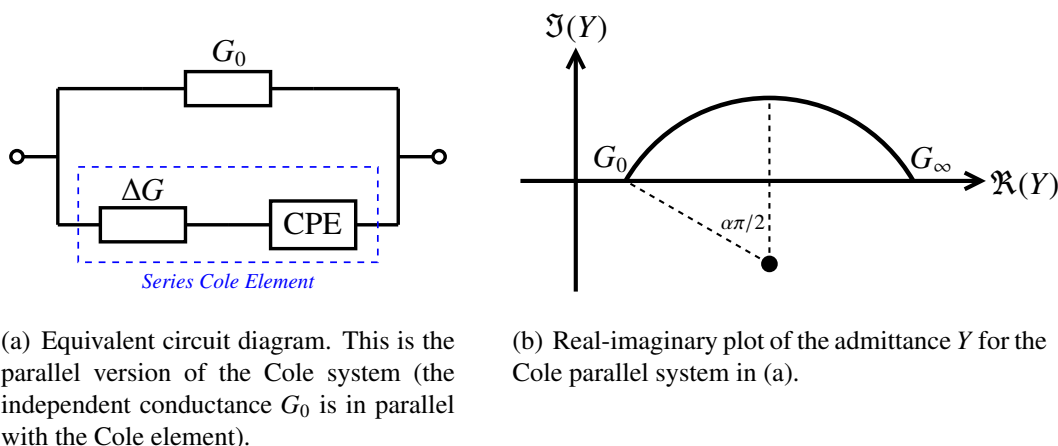 G₀
ΔG
CPE
Series Cole Element
ℑ(Y)
G₀
G∞
ℜ(Y)
απ/2
(a) Equivalent circuit diagram. This is the
parallel version of the Cole system (the
independent conductance G₀ is in parallel
with the Cole element).
(b) Real-imaginary plot of the admittance Y for the
Cole parallel system in (a).